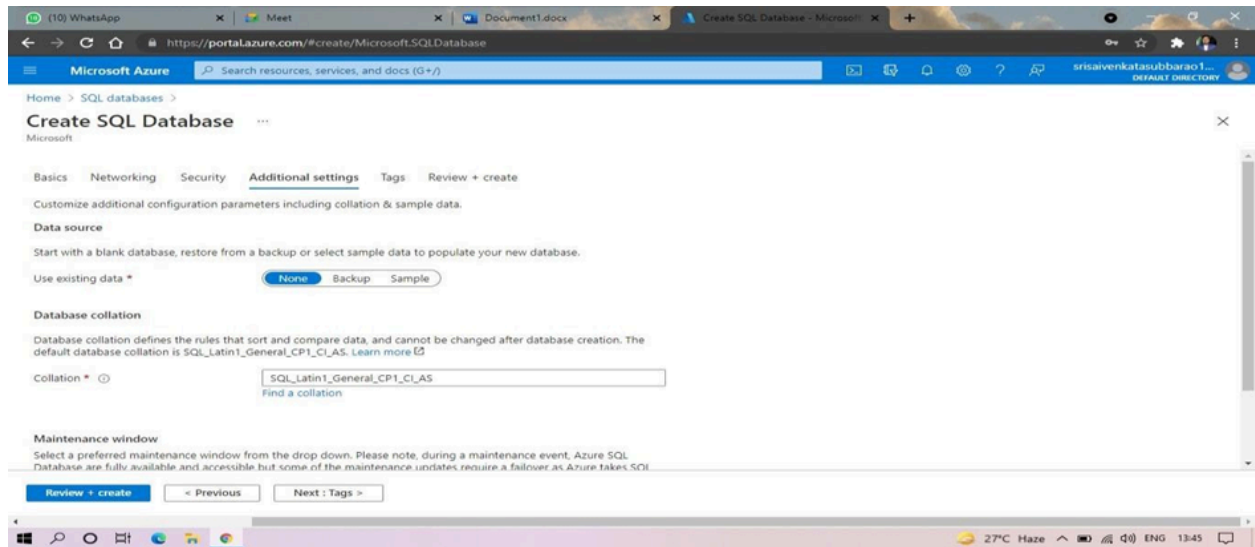 (10) WhatsApp
Meet
Document1.docx
Create SQL Database - Microsoft
https://portal.azure.com/#create/Microsoft.SQLDatabase
Microsoft Azure
Search resources, services, and docs (G+/)
srisaivenkatasubbarao1...
DEFAULT DIRECTORY
Home > SQL databases >
Create SQL Database ...
Microsoft
Basics Networking Security Additional settings Tags Review + create
Customize additional configuration parameters including collation & sample data.
Data source
Start with a blank database, restore from a backup or select sample data to populate your new database.
Use existing data * None Backup Sample
Database collation
Database collation defines the rules that sort and compare data, and cannot be changed after database creation. The
default database collation is SQL_Latin1_General_CP1_CI_AS. Learn more
Collation * SQL_Latin1_General_CP1_CI_AS
Find a collation
Maintenance window
Select a preferred maintenance window from the drop down. Please note, during a maintenance event, Azure SQL
Database are fully available and accessible but some of the maintenance updates require a failover as Azure takes SQL
Review + create < Previous Next : Tags >
27°C Haze ENG 13:45